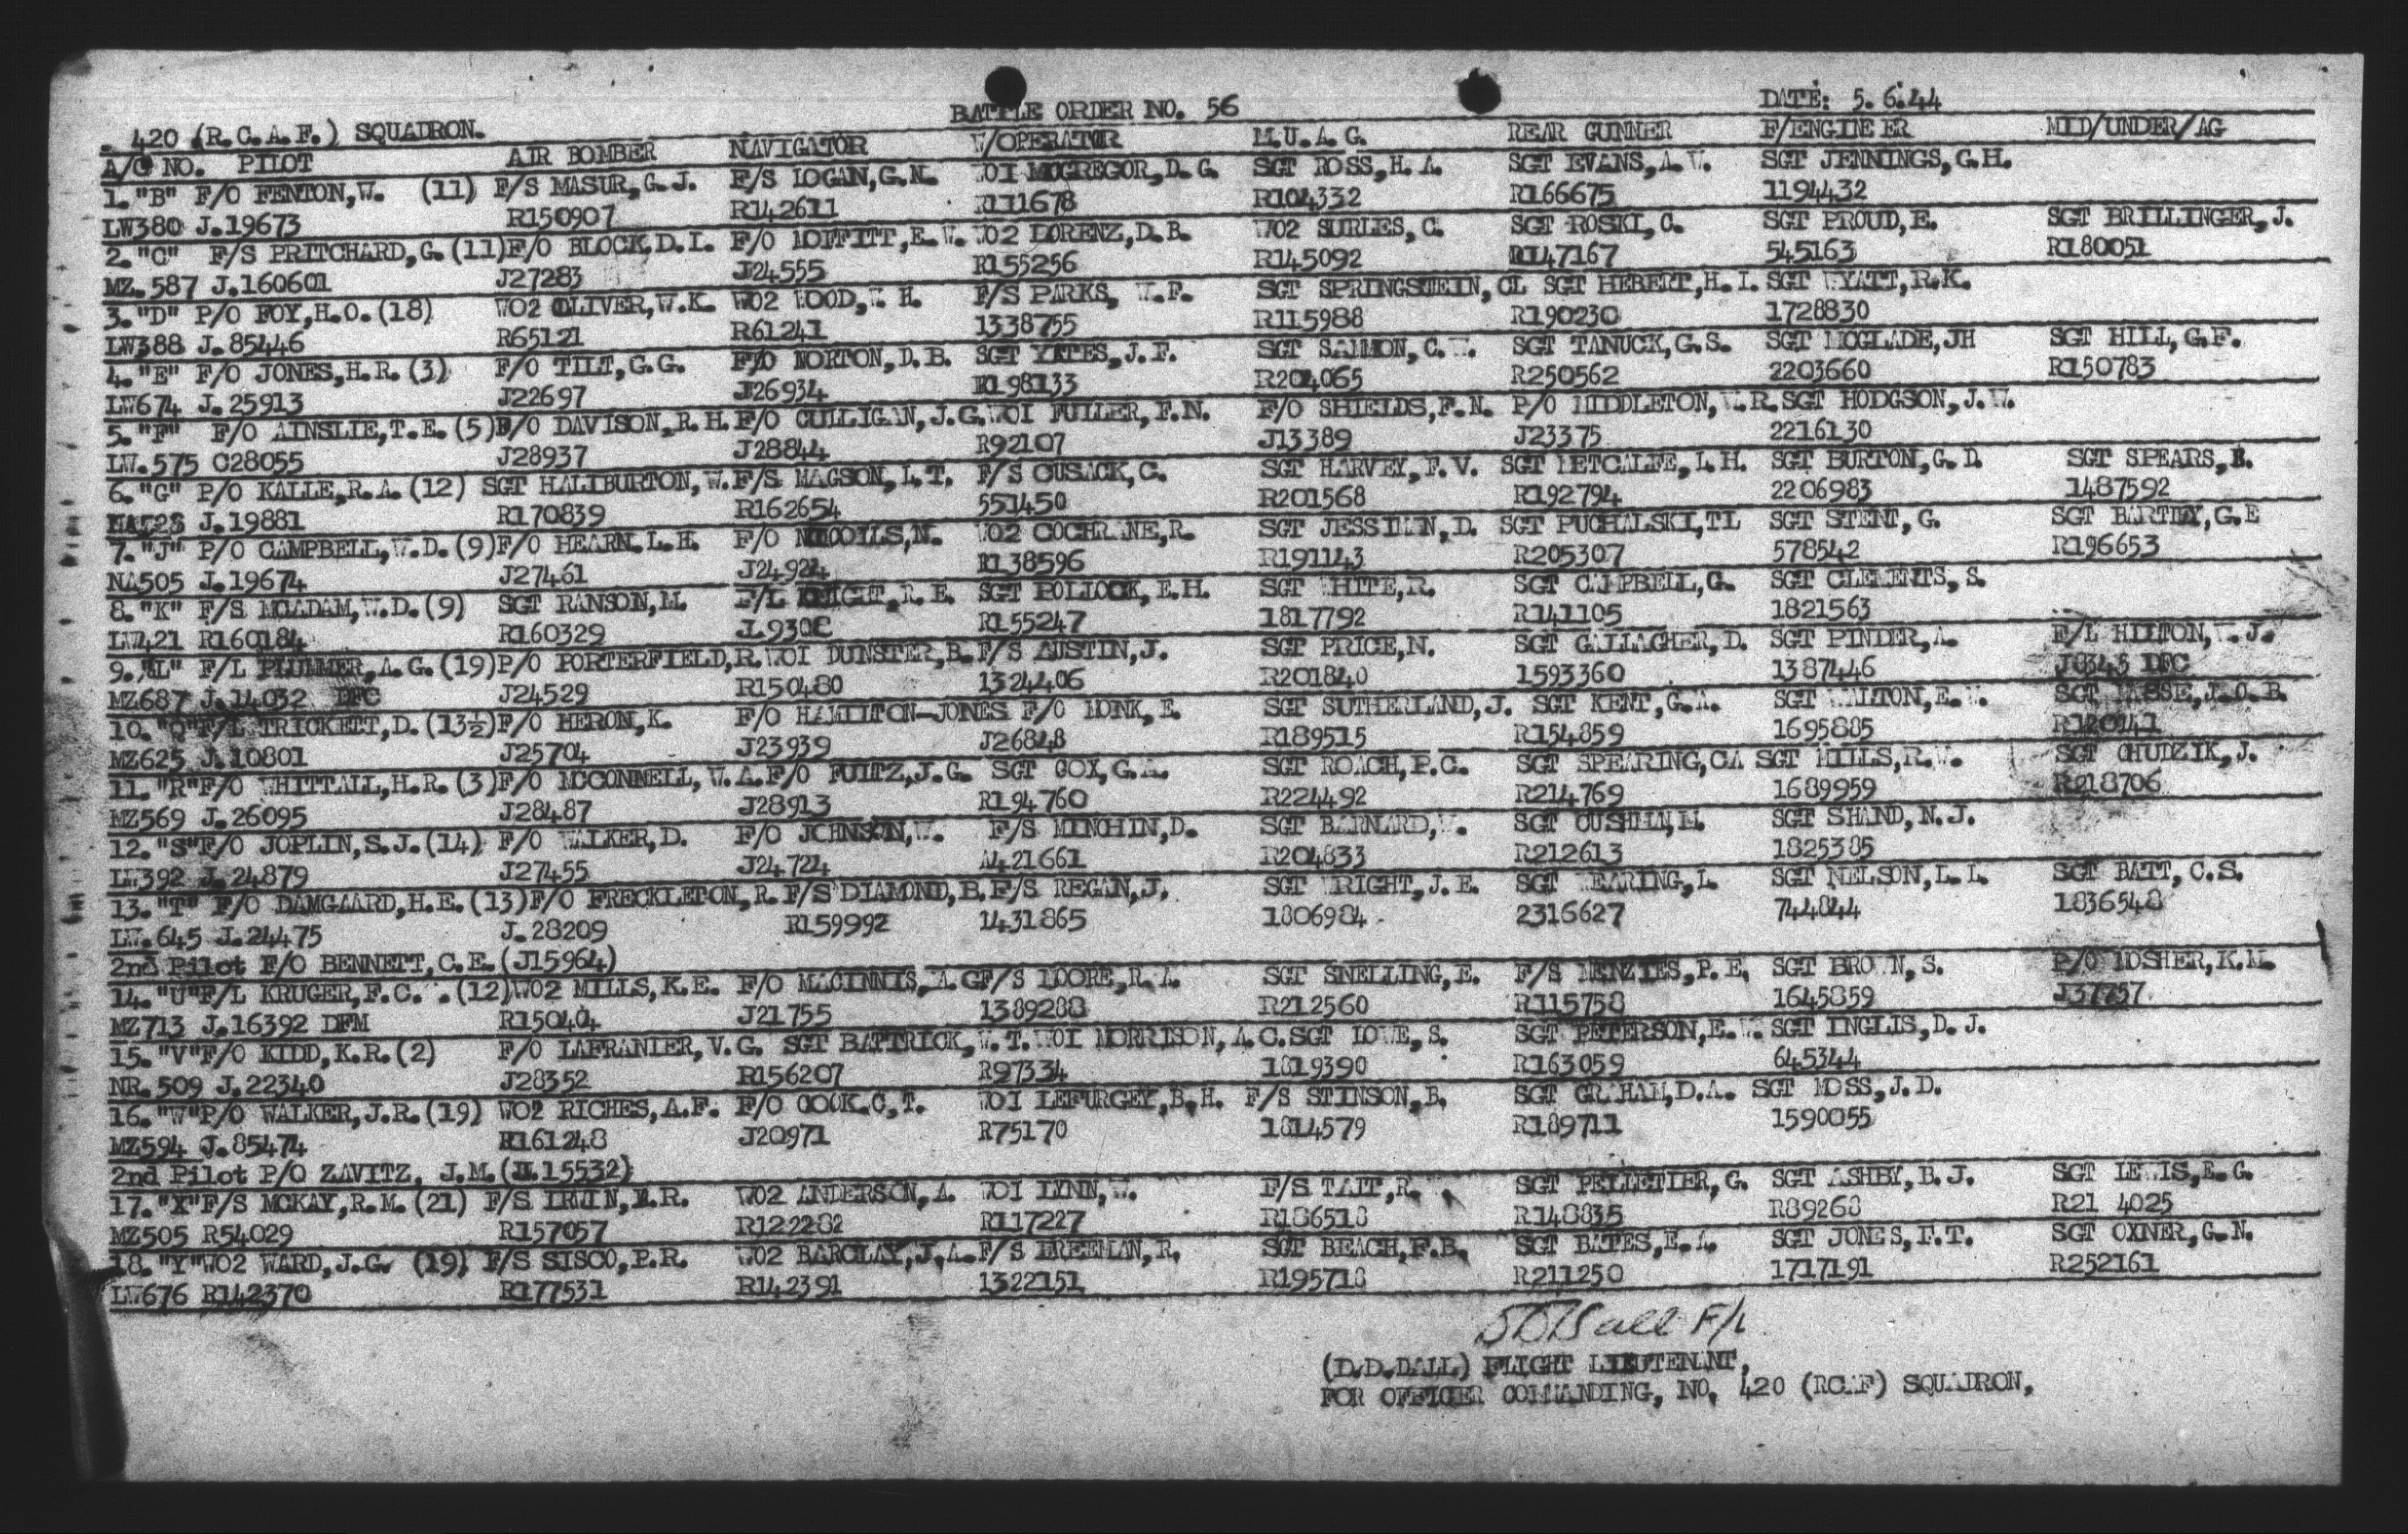 BATTLE ORDER NO. 56 DATE: 5.6.44
420 (R.C.A.F.) SQUADRON.
A/C NO. PILOT AIR BOMBER NAVIGATOR W/OPERATOR M.U.A.G. REAR GUNNER F/ENGINEER MID/UNDER/AG
1. "B" F/O FENTON,W. (11) F/S MASUR,G.J. F/S LOGAN,G.N. WO1 MCGREGOR,D.G. SGT ROSS,H.A. SGT EVANS,A.W. SGT JENNINGS,G.H.
LW380 J.19673 R150907 R142611 R111678 R104332 R166675 1194432
2. "C" F/S PRITCHARD,G.(11) F/O BLOCK,D.I. F/O MOFFITT,E.W. WO2 LORENZ,D.B. WO2 SURLES,C. SGT ROSKI,C. SGT PROUD,E. SGT BRILLINGER,J.
MZ.587 J.160601 J27283 J24555 R155256 R145092 R147167 545163 R180051
3. "D" P/O FOY,H.O.(18) WO2 OLIVER,W.K. WO2 WOOD,W.H. F/S PARKS, W.F. SGT SPRINGSTEIN,CL SGT HEBERT,H.I. SGT WYATT,R.K.
LW388 J.85446 R65121 R61241 1338755 R115988 R190230 1728830
4. "E" F/O JONES,H.R.(3) F/O TILT,G.G. F/O NORTON,D.B. SGT YATES,J.F. SGT SALMON,C.W. SGT TANUCK,G.S. SGT MCGLADE,JH SGT HILL,G.F.
LW674 J.25913 J22697 J26934 R198133 R204065 R250562 2203660 R150783
5. "F" F/O AINSLIE,T.E.(5) F/O DAVISON,R.H. F/O CULLIGAN,J.G. WO1 FULLER,F.N. F/O SHIELDS,F.N. P/O MIDDLETON,W.R. SGT HODGSON,J.W.
LW.575 C28055 J28937 J28844 R92107 J13389 J23375 2216130
6. "G" P/O KALLE,R.A.(12) SGT HALIBURTON,W. F/S MAGSON,L.T. F/S CUSACK,C. SGT HARVEY,F.V. SGT METCALFE,L.H. SGT BURTON,G.D. SGT SPEARS,E.
J.19881 R170839 R162654 551450 R201568 R192794 2206983 1487592
7. "J" P/O CAMPBELL,W.D.(9) F/O HEARN.L.H. F/O NICOLLS,N. WO2 COCHRANE,R. SGT JESSIMAN,D. SGT PUCHALSKI,TL SGT STENT,G. SGT BARTLEY,G.E
NA505 J.19674 J27461 J24924 R138596 R191143 R205307 578542 R196653
8. "K" F/S MCADAM,W.D.(9) SGT RANSON,M. F/L KNIGHT,R.E. SGT POLLOCK,E.H. SGT WHITE,R. SGT CAMPBELL,G. SGT CLEMENTS,S.
LW421 R160184 R160329 R155247 1817792 R141105 1821563
9. "L" F/L PLUMMER,A.G.(19) P/O PORTERFIELD,R. WO1 DUNSTER,B. F/S AUSTIN,J. SGT PRICE,N. SGT GALLAGHER,D. SGT PINDER,A. F/L HILTON,W.J.
MZ687 J.14032 DFC J24529 R150480 1324406 R201840 1593360 1387446 J8343 DFC
10. "Q" F/L TRICKETT,D.(13½) F/O HERON,K. F/O HAMILTON-JONES F/O MONK,E. SGT SUTHERLAND,J. SGT KENT,G.A. SGT WALTON,E.W. SGT MASSE,J.O.B.
MZ625 J.10801 J25704 J23939 J26848 R189515 R154859 1695885 R120141
11. "R" F/O WHITTALL,H.R.(3) F/O MCCONNELL,W.A. F/O FULTZ,J.G. SGT COX,G.A. SGT ROACH,P.C. SGT SPEARING,CA SGT MILLS,R.W. SGT CHUDZIK,J.
MZ569 J.26095 J28487 J28913 R194760 R224492 R214769 1689959 R218706
12. "S" F/O JOPLIN,S.J.(14) F/O WALKER,D. F/O JOHNSON,W. F/S MINCHIN,D. SGT BARNARD,W. SGT CUSHMAN,M. SGT SHAND,N.J.
LW392 J.24879 J27455 J24724 A421661 R204833 R212613 1825385
13. "T" F/O DAMGAARD,H.E.(13) F/O FRECKLETON,R. F/S DIAMOND,B. F/S REGAN,J. SGT WRIGHT,J.E. SGT WEARING,L. SGT NELSON,L.L. SGT BATT,C.S.
LW.645 J.24475 J.28209 R159992 1431865 1806984 2316627 744844 1836548
2nd Pilot F/O BENNETT,C.E.(J15964)
14. "U" F/L KRUGER,F.C. .(12) WO2 MILLS,K.E. F/O MACINNIS,A.G F/S MOORE,R.A. SGT SNELLING,E. F/S MENZIES,P.E. SGT BROWN,S. P/O MOSHER,K.M.
MZ713 J.16392 DFM R150404 J21755 1389288 R212560 R115758 1645859 J37757
15. "V" F/O KIDD,K.R.(2) F/O LAFRANIER,V.G. SGT BATTRICK,W.T. WO1 MORRISON,A.C. SGT LOWE,S. SGT PETERSON,E.W. SGT INGLIS,D.J.
NR.509 J.22340 J28352 R156207 R97334 1819390 R163059 645344
16. "W" P/O WALKER,J.R.(19) WO2 RICHES,A.F. F/O COOK.C,T. WO1 LEFURGEY,B.H. F/S STINSON,B. SGT GRAHAM,D.A. SGT MOSS,J.D.
MZ594 J.85474 R161248 J20971 R75170 1814579 R189711 1590055
2nd Pilot P/O ZAVITZ, J.M.(J.15532)
17. "X" F/S MCKAY,R.M.(21) F/S IRWIN,E.R. WO2 ANDERSON,A. WO1 LYNN,W. F/S TAIT,R. SGT PELLETIER,G. SGT ASHBY,B.J. SGT LEWIS,E.G.
MZ505 R54029 R157057 R122282 R117227 R186518 R148835 R89268 R21 4025
18. "Y" WO2 WARD,J.G. (19) F/S SISCO,P.R. WO2 BARCLAY,J.A. F/S FREEMAN,R. SGT BEACH,F.B. SGT BATES,E.A. SGT JONES,F.T. SGT OXNER,G.N.
LW676 R142370 R177531 R142391 1322151 R195718 R211250 1717191 R252161
F/L
(D.D.DALL) FLIGHT LIEUTENANT,
FOR OFFICER COMMANDING, NO, 420 (RCAF) SQUADRON,